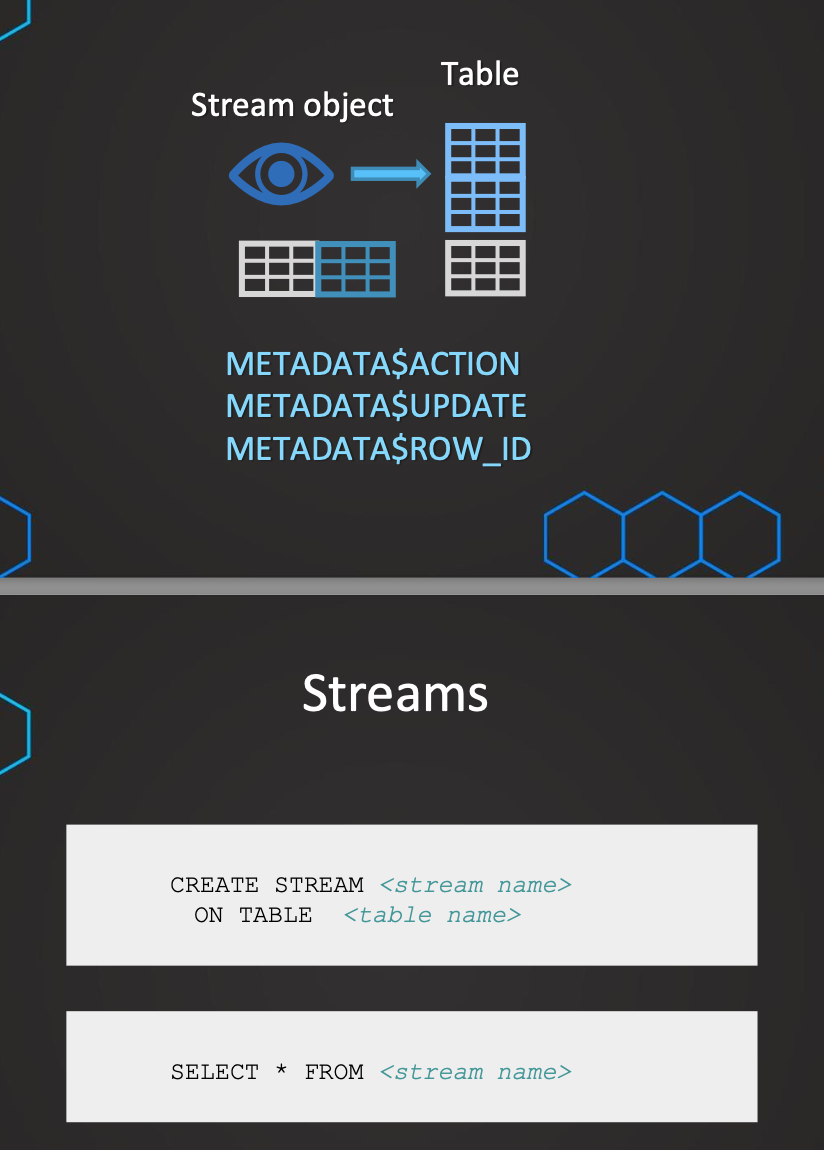 Table
Stream object
METADATA$ACTION
METADATA$UPDATE
METADATA$ROW_ID
Streams
CREATE STREAM <stream name>
ON TABLE <table name>
SELECT * FROM <stream name>